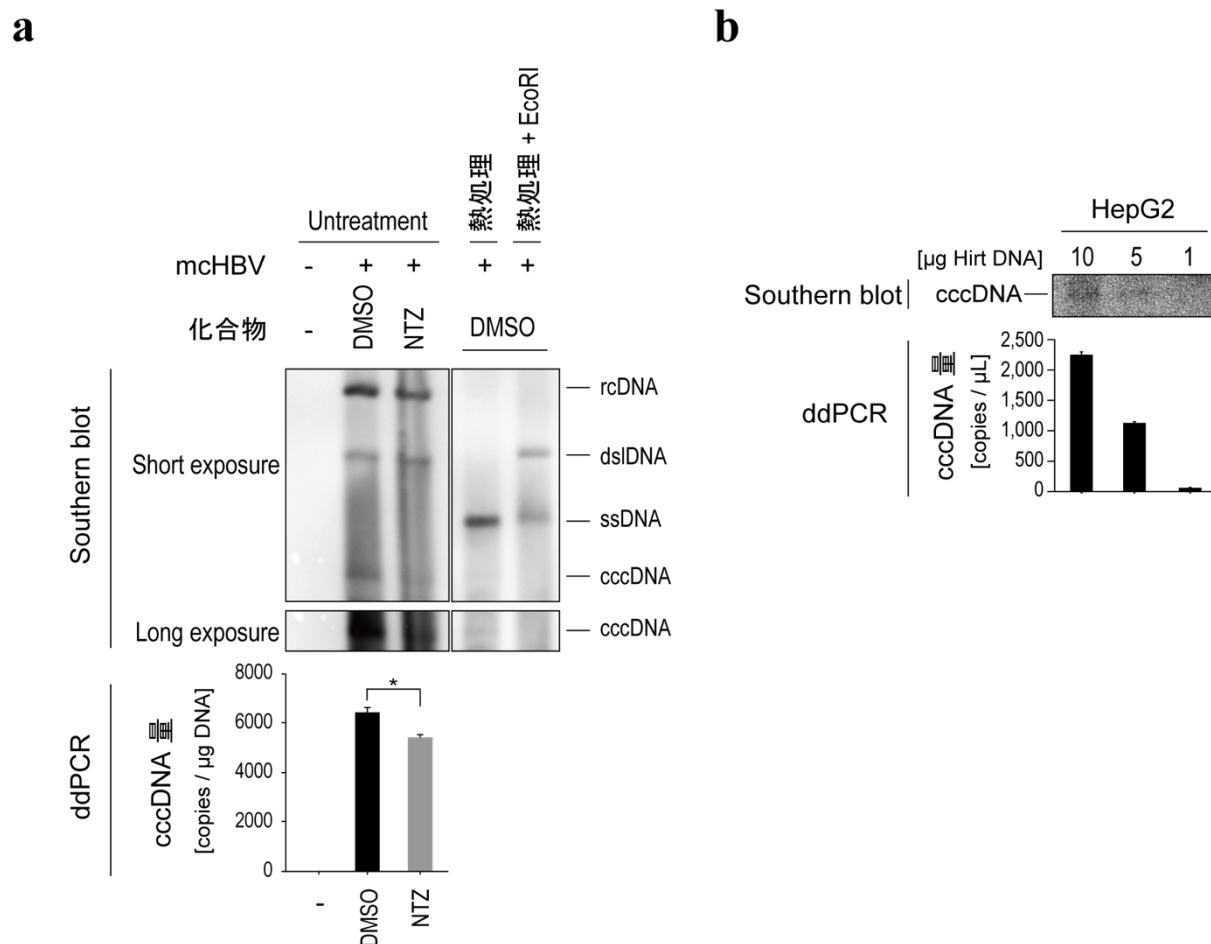 a
熱処理
熱処理 + EcoRI
Untreatment
mcHBV - + + + +
化合物 - DMSO NTZ DMSO
Southern blot
Short exposure
rcDNA
dslDNA
ssDNA
cccDNA
Long exposure
cccDNA
ddPCR
cccDNA 量
[copies / µg DNA]
8000
6000
4000
2000
0
*
- DMSO NTZ
b
HepG2
[µg Hirt DNA] 10 5 1
Southern blot cccDNA
ddPCR
cccDNA 量
[copies / µL]
2,500
2,000
1,500
1,000
500
0